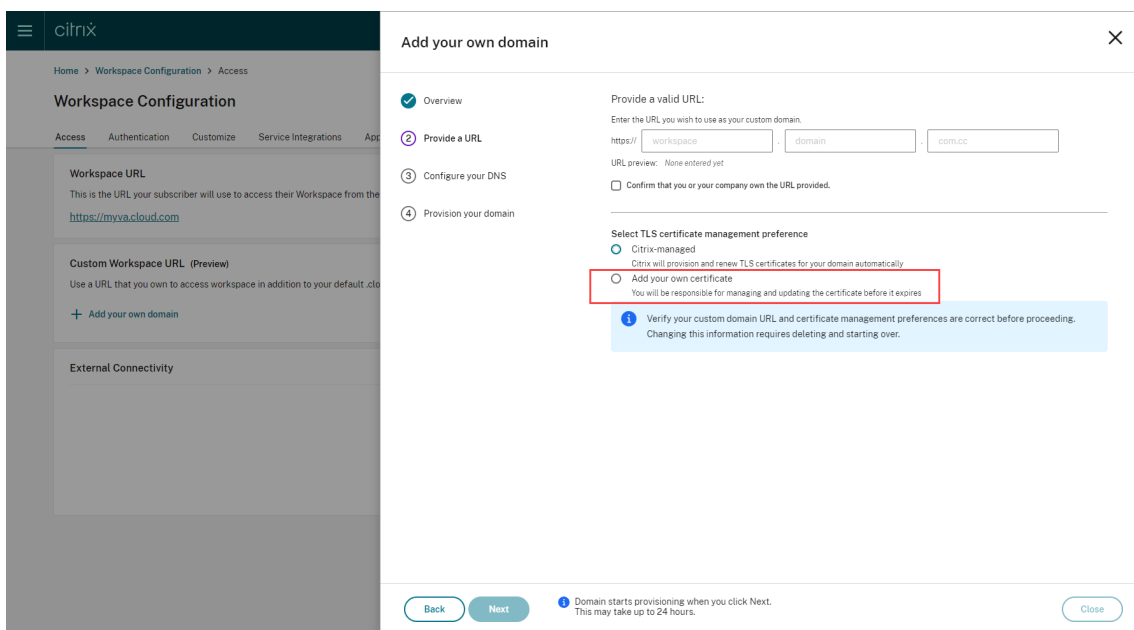 citrix
Home > Workspace Configuration > Access
Workspace Configuration
Access Authentication Customize Service Integrations App
Workspace URL
This is the URL your subscriber will use to access their Workspace from the
https://myva.cloud.com
Custom Workspace URL (Preview)
Use a URL that you own to access workspace in addition to your default .clo
+ Add your own domain
External Connectivity
Add your own domain
Overview
2 Provide a URL
3 Configure your DNS
4 Provision your domain
Provide a valid URL:
Enter the URL you wish to use as your custom domain.
https:// workspace . domain . com.cc
URL preview: None entered yet
Confirm that you or your company own the URL provided.
Select TLS certificate management preference
Citrix-managed
Citrix will provision and renew TLS certificates for your domain automatically
Add your own certificate
You will be responsible for managing and updating the certificate before it expires
Verify your custom domain URL and certificate management preferences are correct before proceeding.
Changing this information requires deleting and starting over.
Back Next
Domain starts provisioning when you click Next.
This may take up to 24 hours.
Close